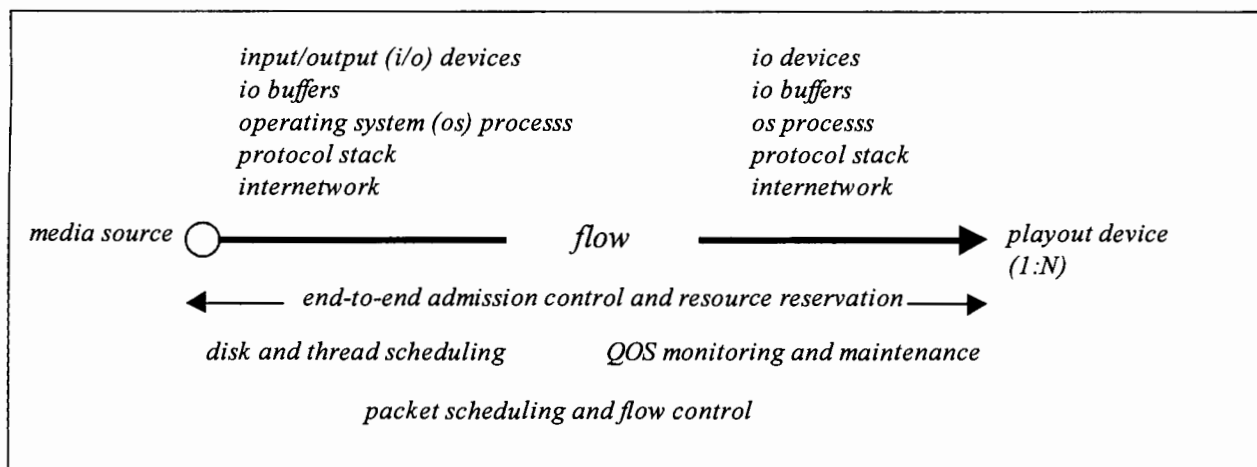 input/output (i/o) devices
io buffers
operating system (os) processs
protocol stack
internetwork
io devices
io buffers
os processs
protocol stack
internetwork
media source
flow
playout device
(1:N)
end-to-end admission control and resource reservation
disk and thread scheduling
QOS monitoring and maintenance
packet scheduling and flow control